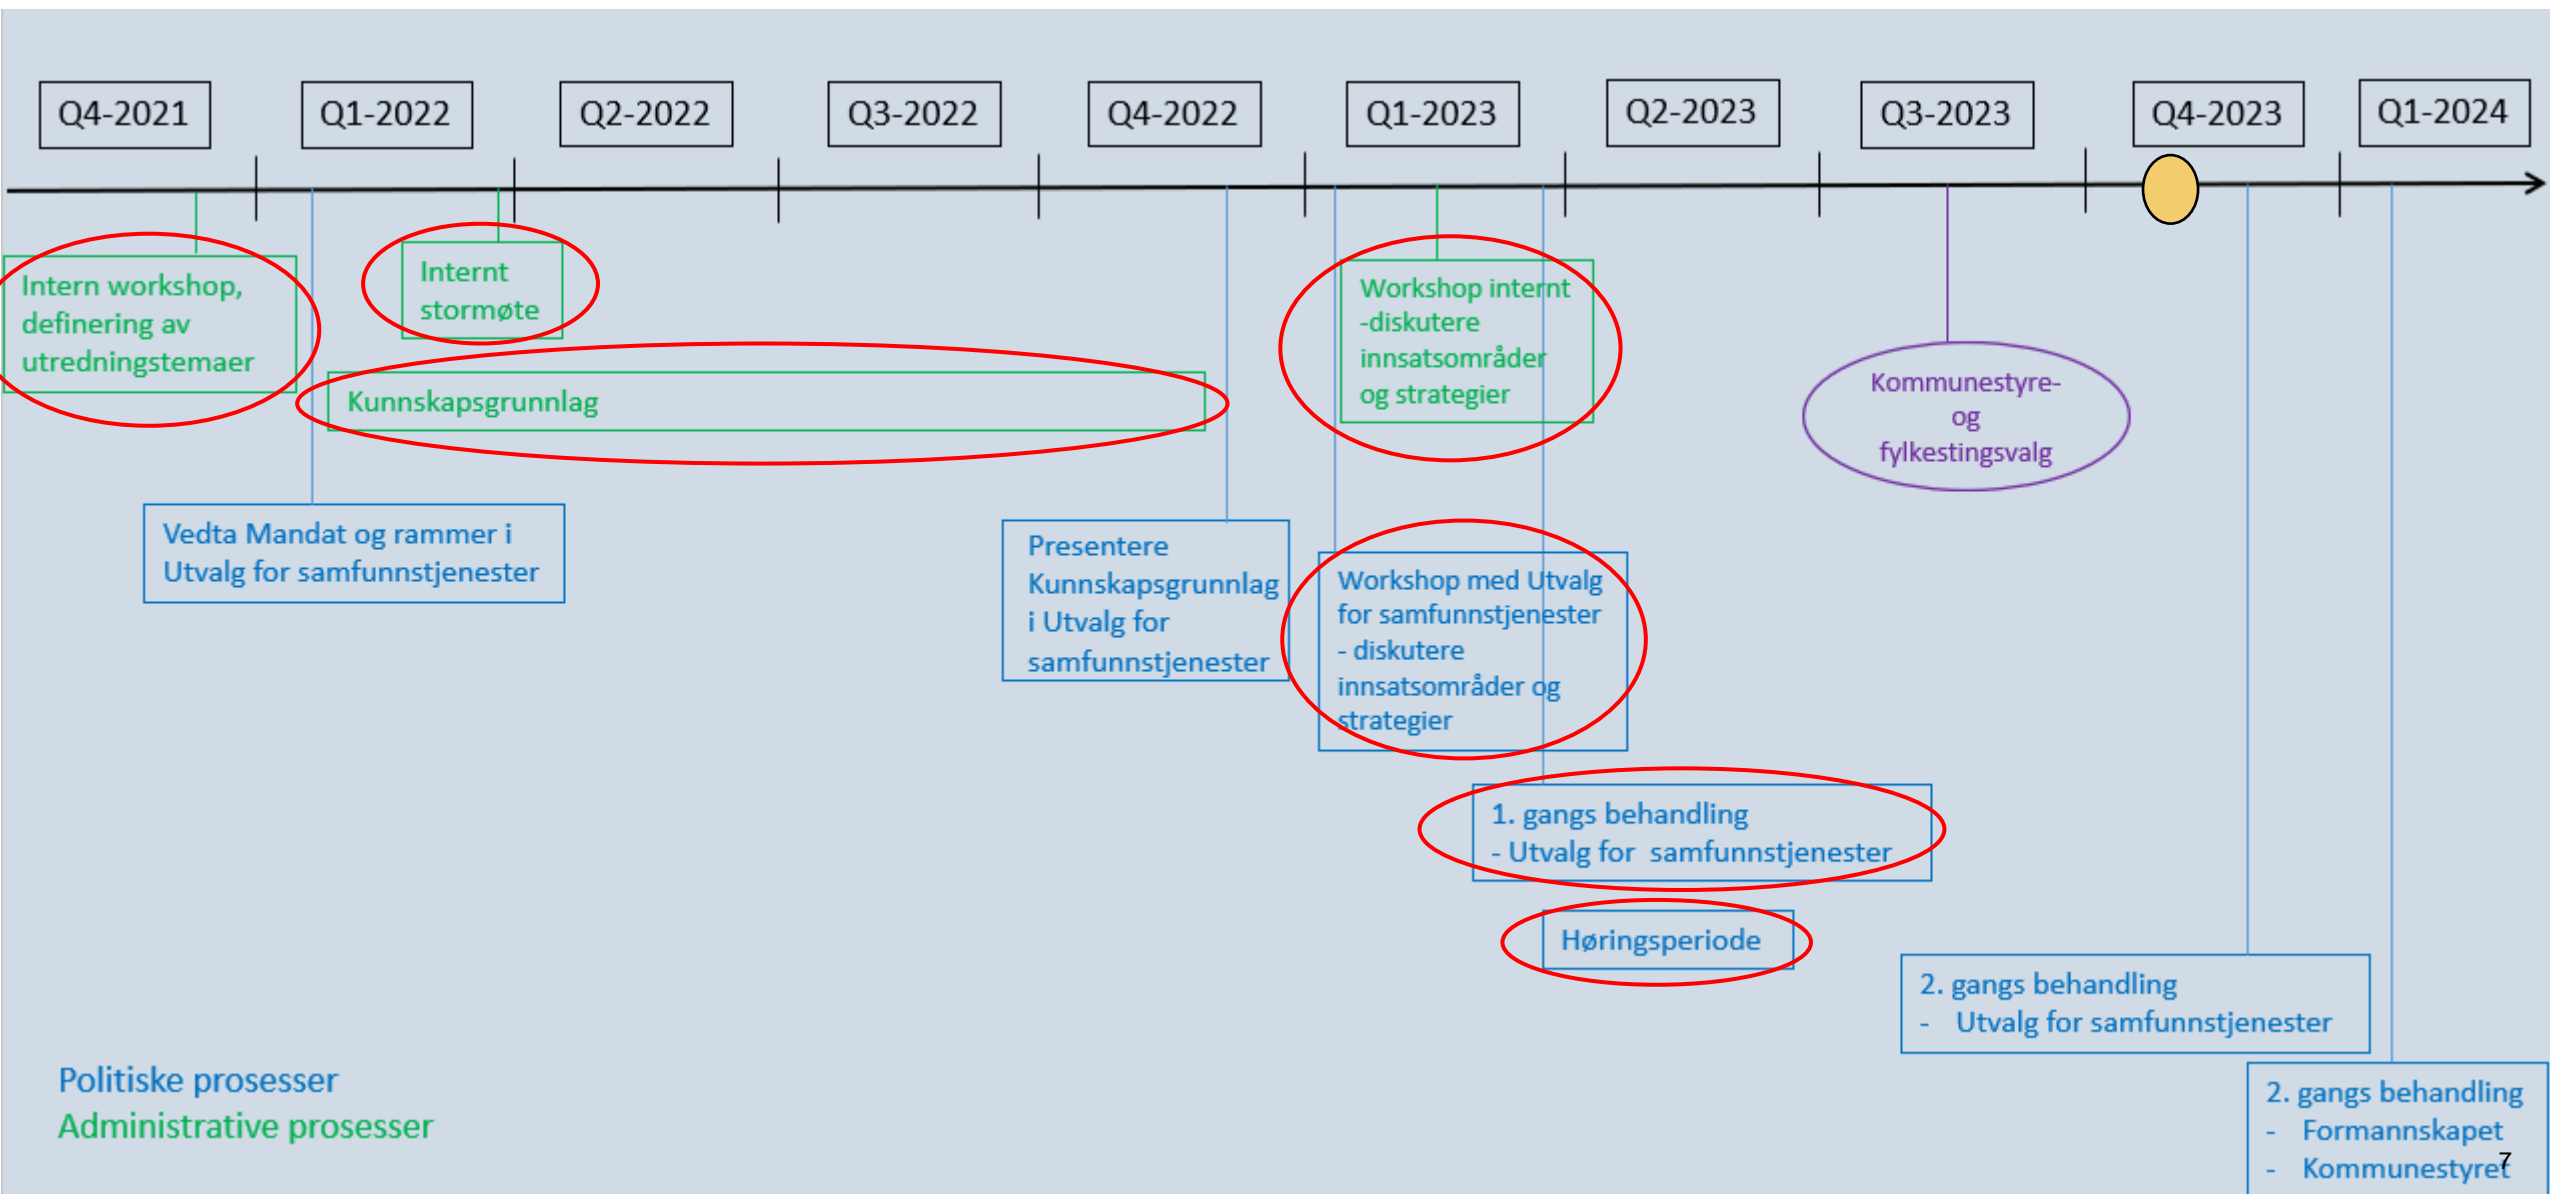 Q4-2021
Q1-2022
Q2-2022
Q3-2022
Q4-2022
Q1-2023
Q2-2023
Q3-2023
Q4-2023
Q1-2024
Intern workshop,
definering av
utredningstemaer
Internt
stormøte
Kunnskapsgrunnlag
Workshop internt
-diskutere
innsatsområder
og strategier
Kommunestyre-
og
fylkestingsvalg
Vedta Mandat og rammer i
Utvalg for samfunnstjenester
Presentere
Kunnskapsgrunnlag
i Utvalg for
samfunnstjenester
Workshop med Utvalg
for samfunnstjenester
- diskutere
innsatsområder og
strategier
1. gangs behandling
- Utvalg for samfunnstjenester
Høringsperiode
2. gangs behandling
- Utvalg for samfunnstjenester
2. gangs behandling
- Formannskapet
- Kommunestyret
Politiske prosesser
Administrative prosesser
7